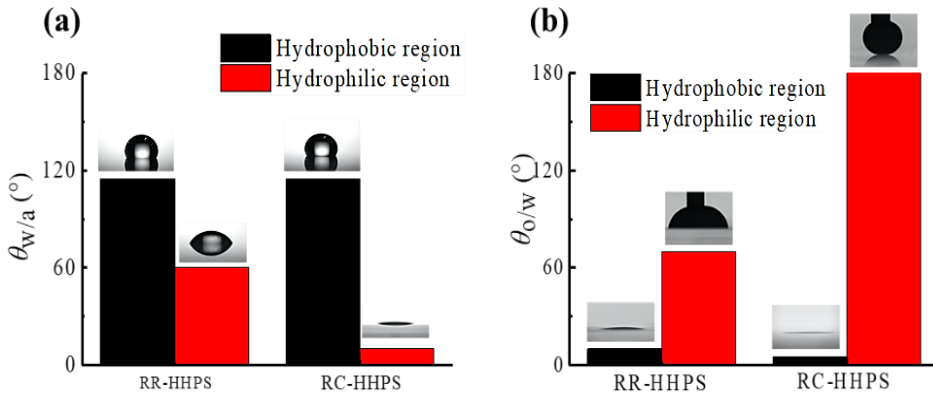 (a)
Hydrophobic region
Hydrophilic region
180
120
60
0
θw/a (°)
RR-HHPS
RC-HHPS
(b)
Hydrophobic region
Hydrophilic region
180
120
60
0
θo/w (°)
RR-HHPS
RC-HHPS